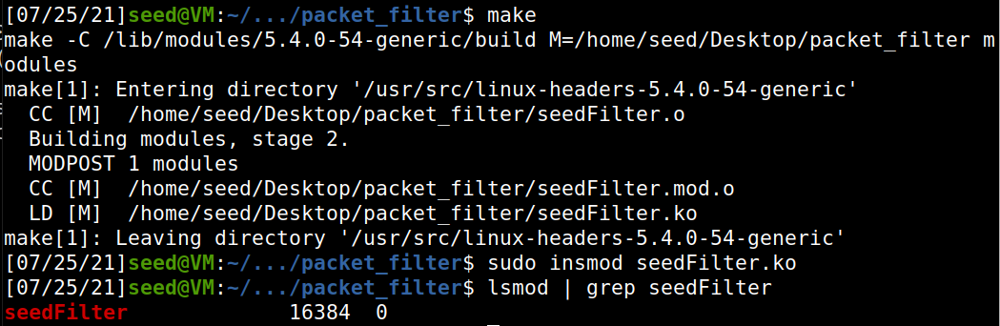 [07/25/21]seed@VM:~/.../packet_filter$ make
make -C /lib/modules/5.4.0-54-generic/build M=/home/seed/Desktop/packet_filter m
odules
make[1]: Entering directory '/usr/src/linux-headers-5.4.0-54-generic'
  CC [M]  /home/seed/Desktop/packet_filter/seedFilter.o
  Building modules, stage 2.
  MODPOST 1 modules
  CC [M]  /home/seed/Desktop/packet_filter/seedFilter.mod.o
  LD [M]  /home/seed/Desktop/packet_filter/seedFilter.ko
make[1]: Leaving directory '/usr/src/linux-headers-5.4.0-54-generic'
[07/25/21]seed@VM:~/.../packet_filter$ sudo insmod seedFilter.ko
[07/25/21]seed@VM:~/.../packet_filter$ lsmod | grep seedFilter
seedFilter             16384  0